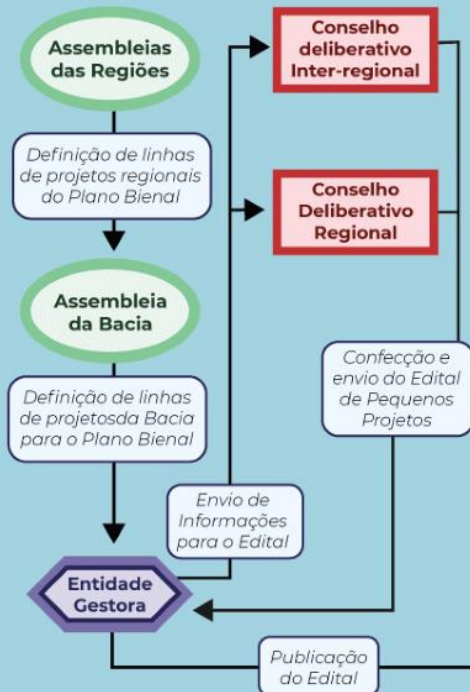 Assembleias
das Regiões
Definição de linhas
de projetos regionais
do Plano Bienal
Assembleia
da Bacia
Definição de linhas
de projetosda Bacia
para o Plano Bienal
Entidade
Gestora
Envio de
Informações
para o Edital
Conselho
deliberativo
Inter-regional
Conselho
Deliberativo
Regional
Confecção e
envio do Edital
de Pequenos
Projetos
Publicação
do Edital